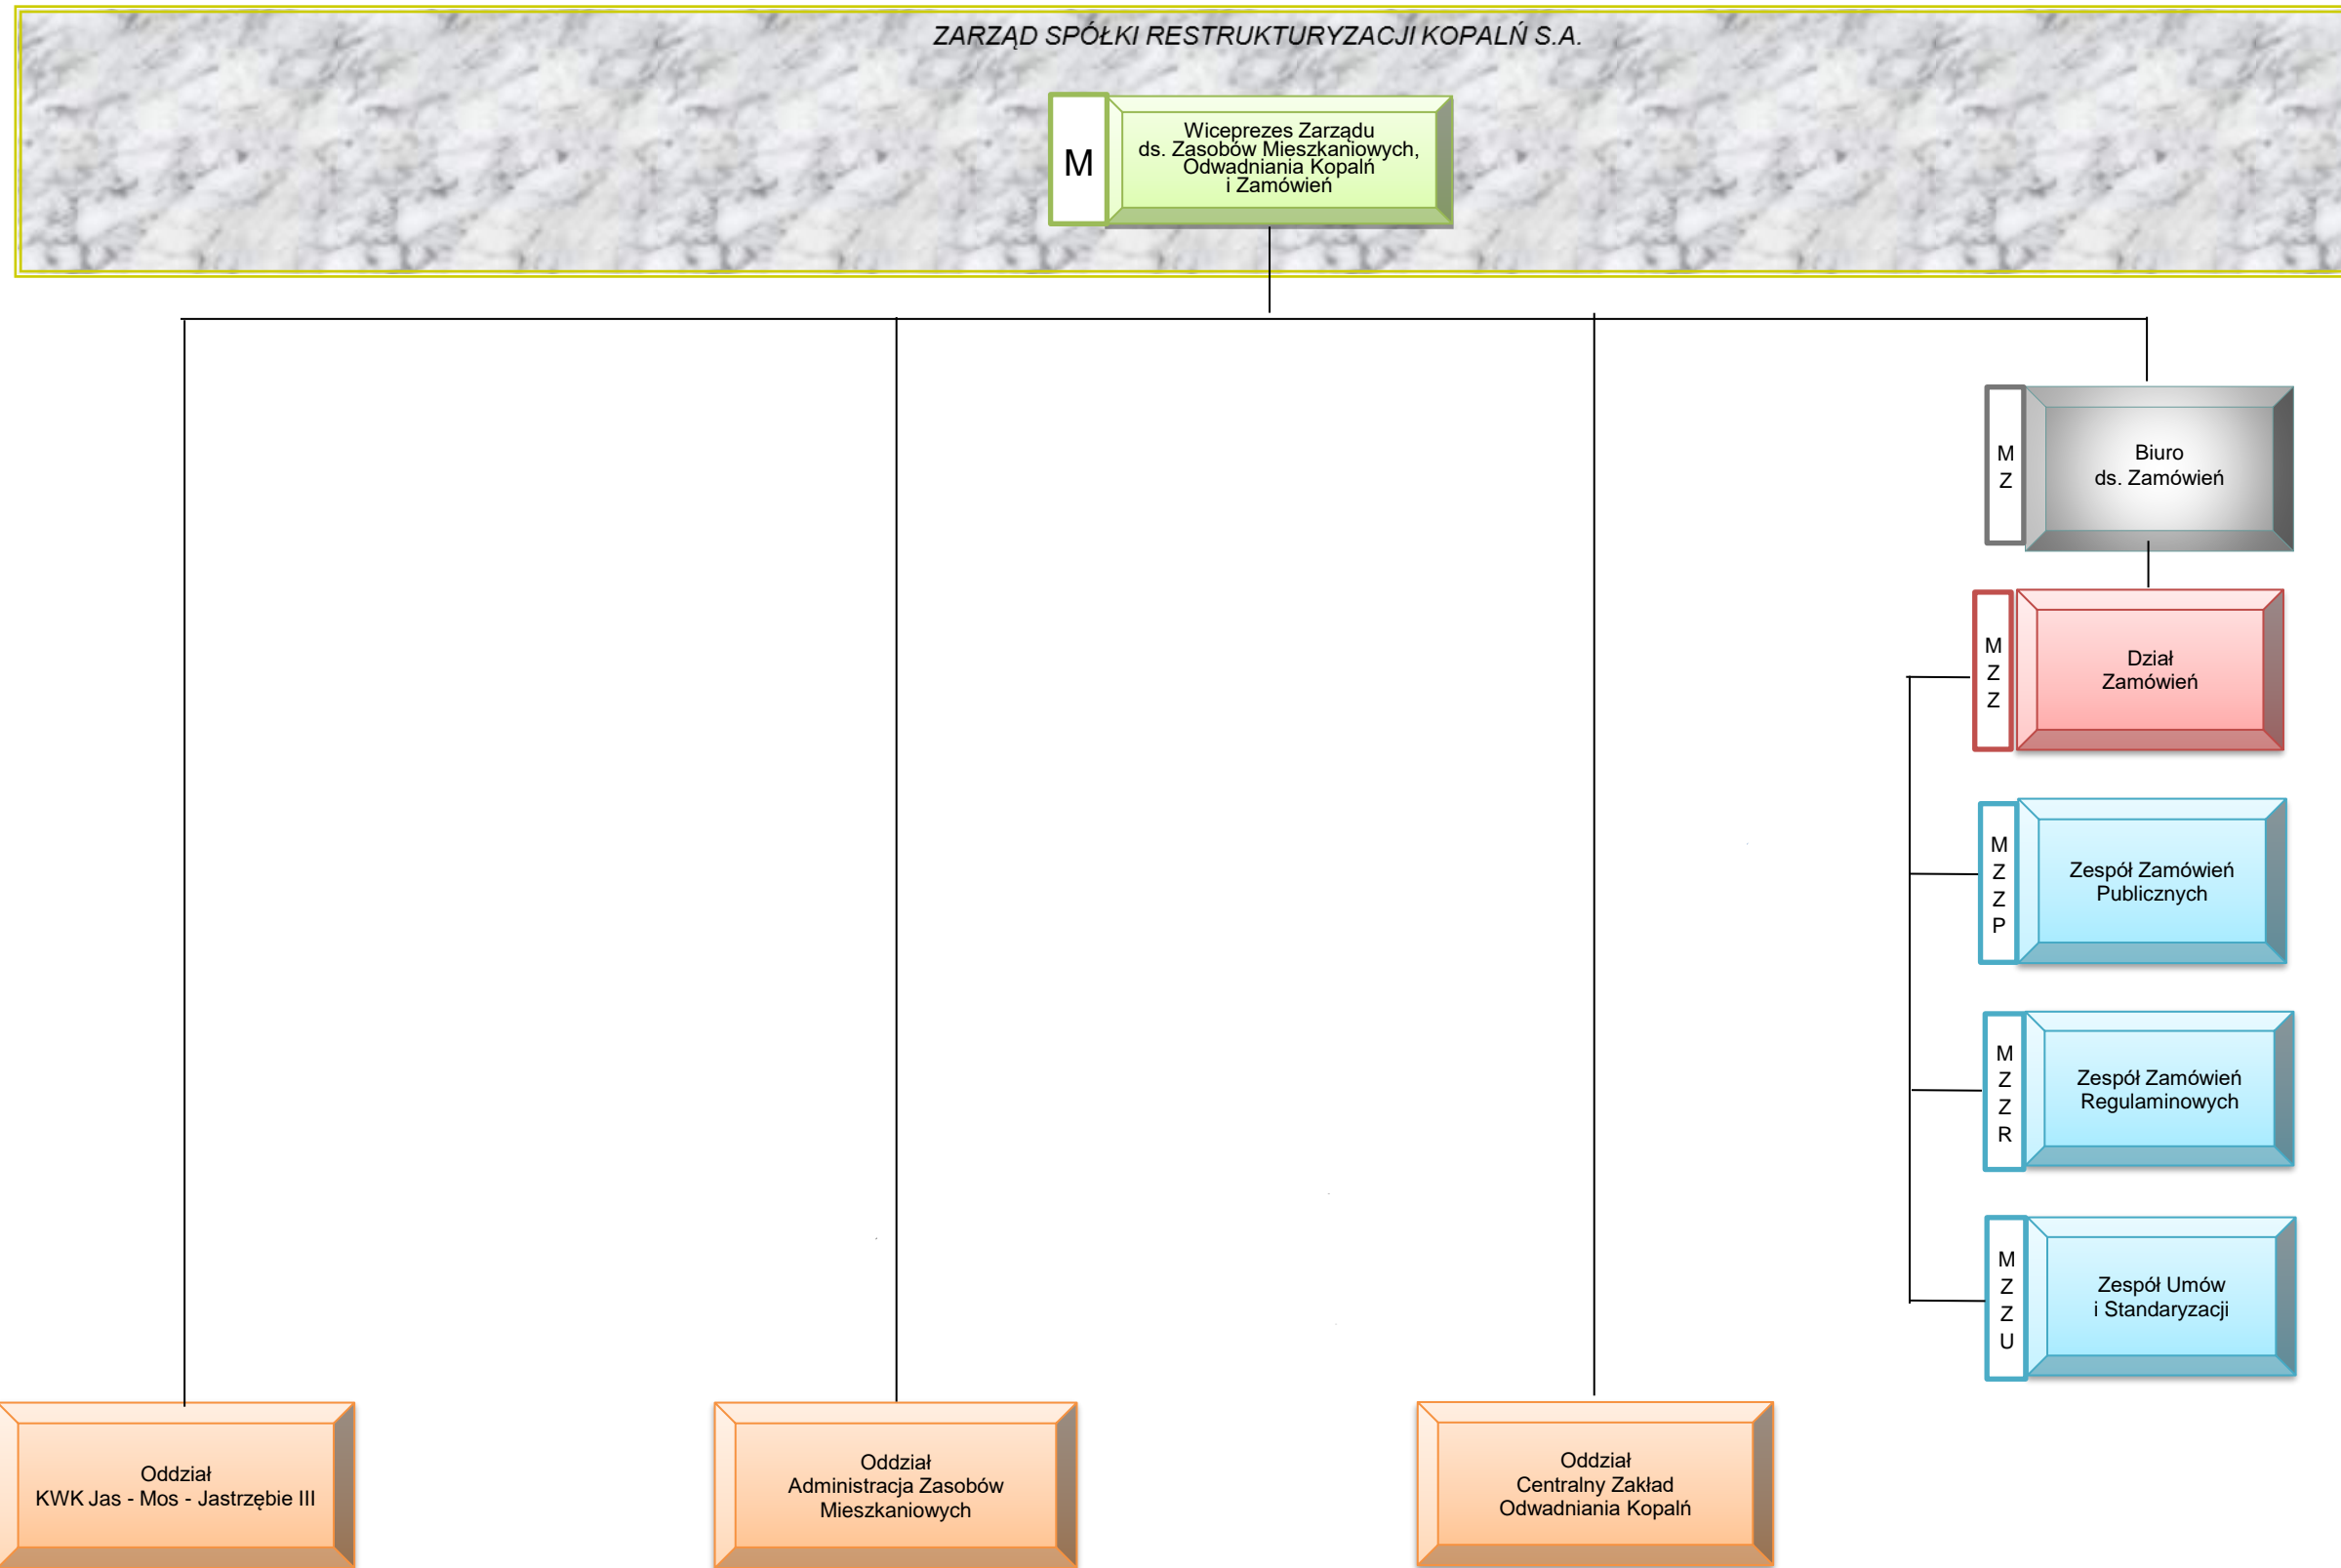 ZARZĄD SPÓŁKI RESTRUKTURYZACJI KOPALŃ S.A.
M
Wiceprezes Zarządu
ds. Zasobów Mieszkaniowych,
Odwadniania Kopalń
i Zamówień
M
Z
Biuro
ds. Zamówień
M
Z
Z
Dział
Zamówień
M
Z
Z
P
Zespół Zamówień
Publicznych
M
Z
Z
R
Zespół Zamówień
Regulaminowych
M
Z
Z
U
Zespół Umów
i Standaryzacji
Oddział
KWK Jas - Mos - Jastrzębie III
Oddział
Administracja Zasobów
Mieszkaniowych
Oddział
Centralny Zakład
Odwadniania Kopalń